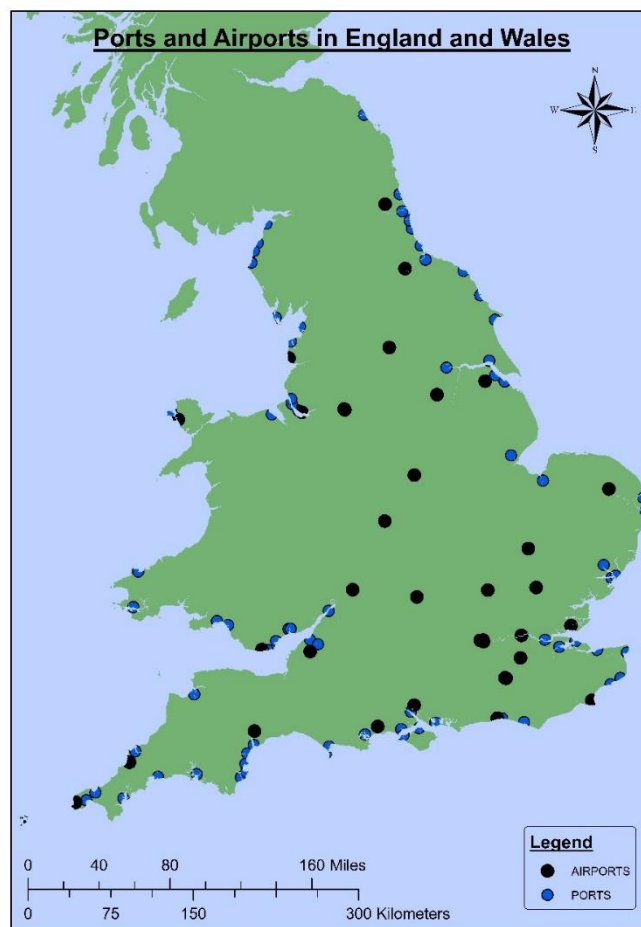 Ports and Airports in England and Wales
N
W E
S
Legend
AIRPORTS
PORTS
0 40 80 160 Miles
0 75 150 300 Kilometers